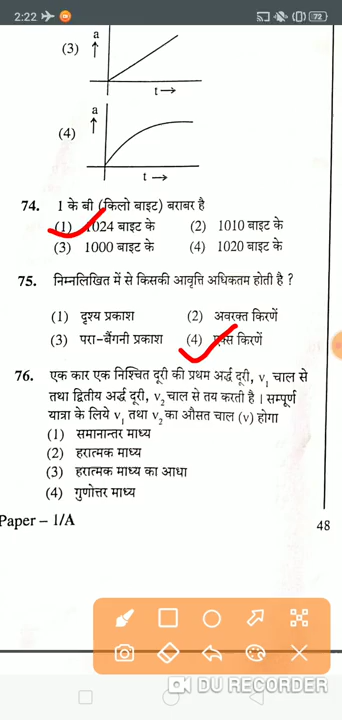 2:22
72
a
(3)
t→
a
(4)
t→
74. 1 के बी (किलो बाइट) बराबर है
(1) 1024 बाइट के (2) 1010 बाइट के
(3) 1000 बाइट के (4) 1020 बाइट के
75. निम्नलिखित में से किसकी आवृत्ति अधिकतम होती है ?
(1) दृश्य प्रकाश (2) अवरक्त किरणें
(3) परा-बैंगनी प्रकाश (4) एक्स किरणें
76. एक कार एक निश्चित दूरी की प्रथम अर्द्ध दूरी, v₁ चाल से
तथा द्वितीय अर्द्ध दूरी, v₂ चाल से तय करती है । सम्पूर्ण
यात्रा के लिये v₁ तथा v₂ का औसत चाल (v) होगा
(1) समानान्तर माध्य
(2) हरात्मक माध्य
(3) हरात्मक माध्य का आधा
(4) गुणोत्तर माध्य
Paper – 1/A
48
DU RECORDER